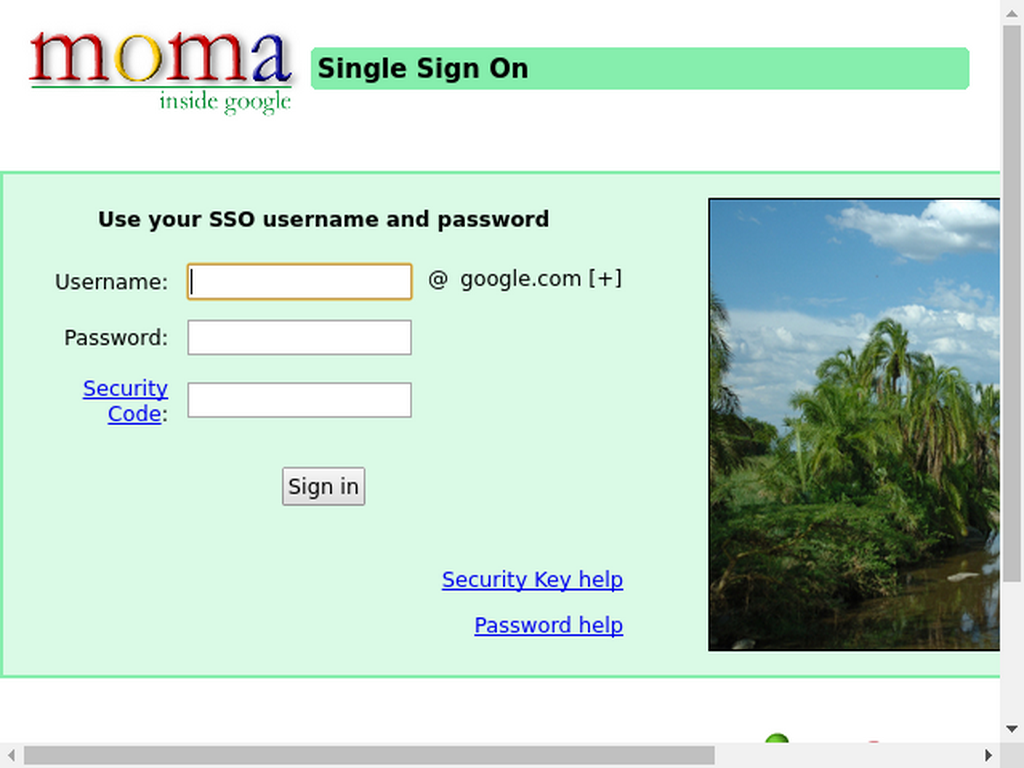 moma
inside google
Single Sign On
Use your SSO username and password
Username:
@ google.com [+]
Password:
Security
Code:
Sign in
Security Key help
Password help